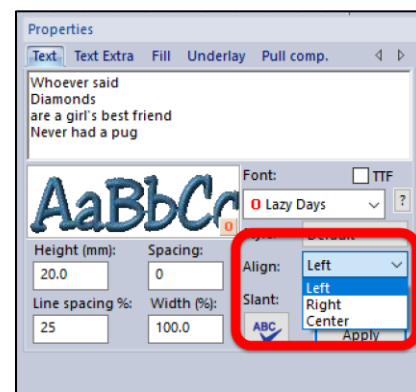 Properties
Text Text Extra Fill Underlay Pull comp.
Whoever said
Diamonds
are a girl's best friend
Never had a pug
AaBbCc
O
Font: TTF
O Lazy Days ?
Height (mm): Spacing:
20.0 0
Align: Left
Left
Right
Center
Line spacing %: Width (%): Slant:
25 100.0
ABC Apply